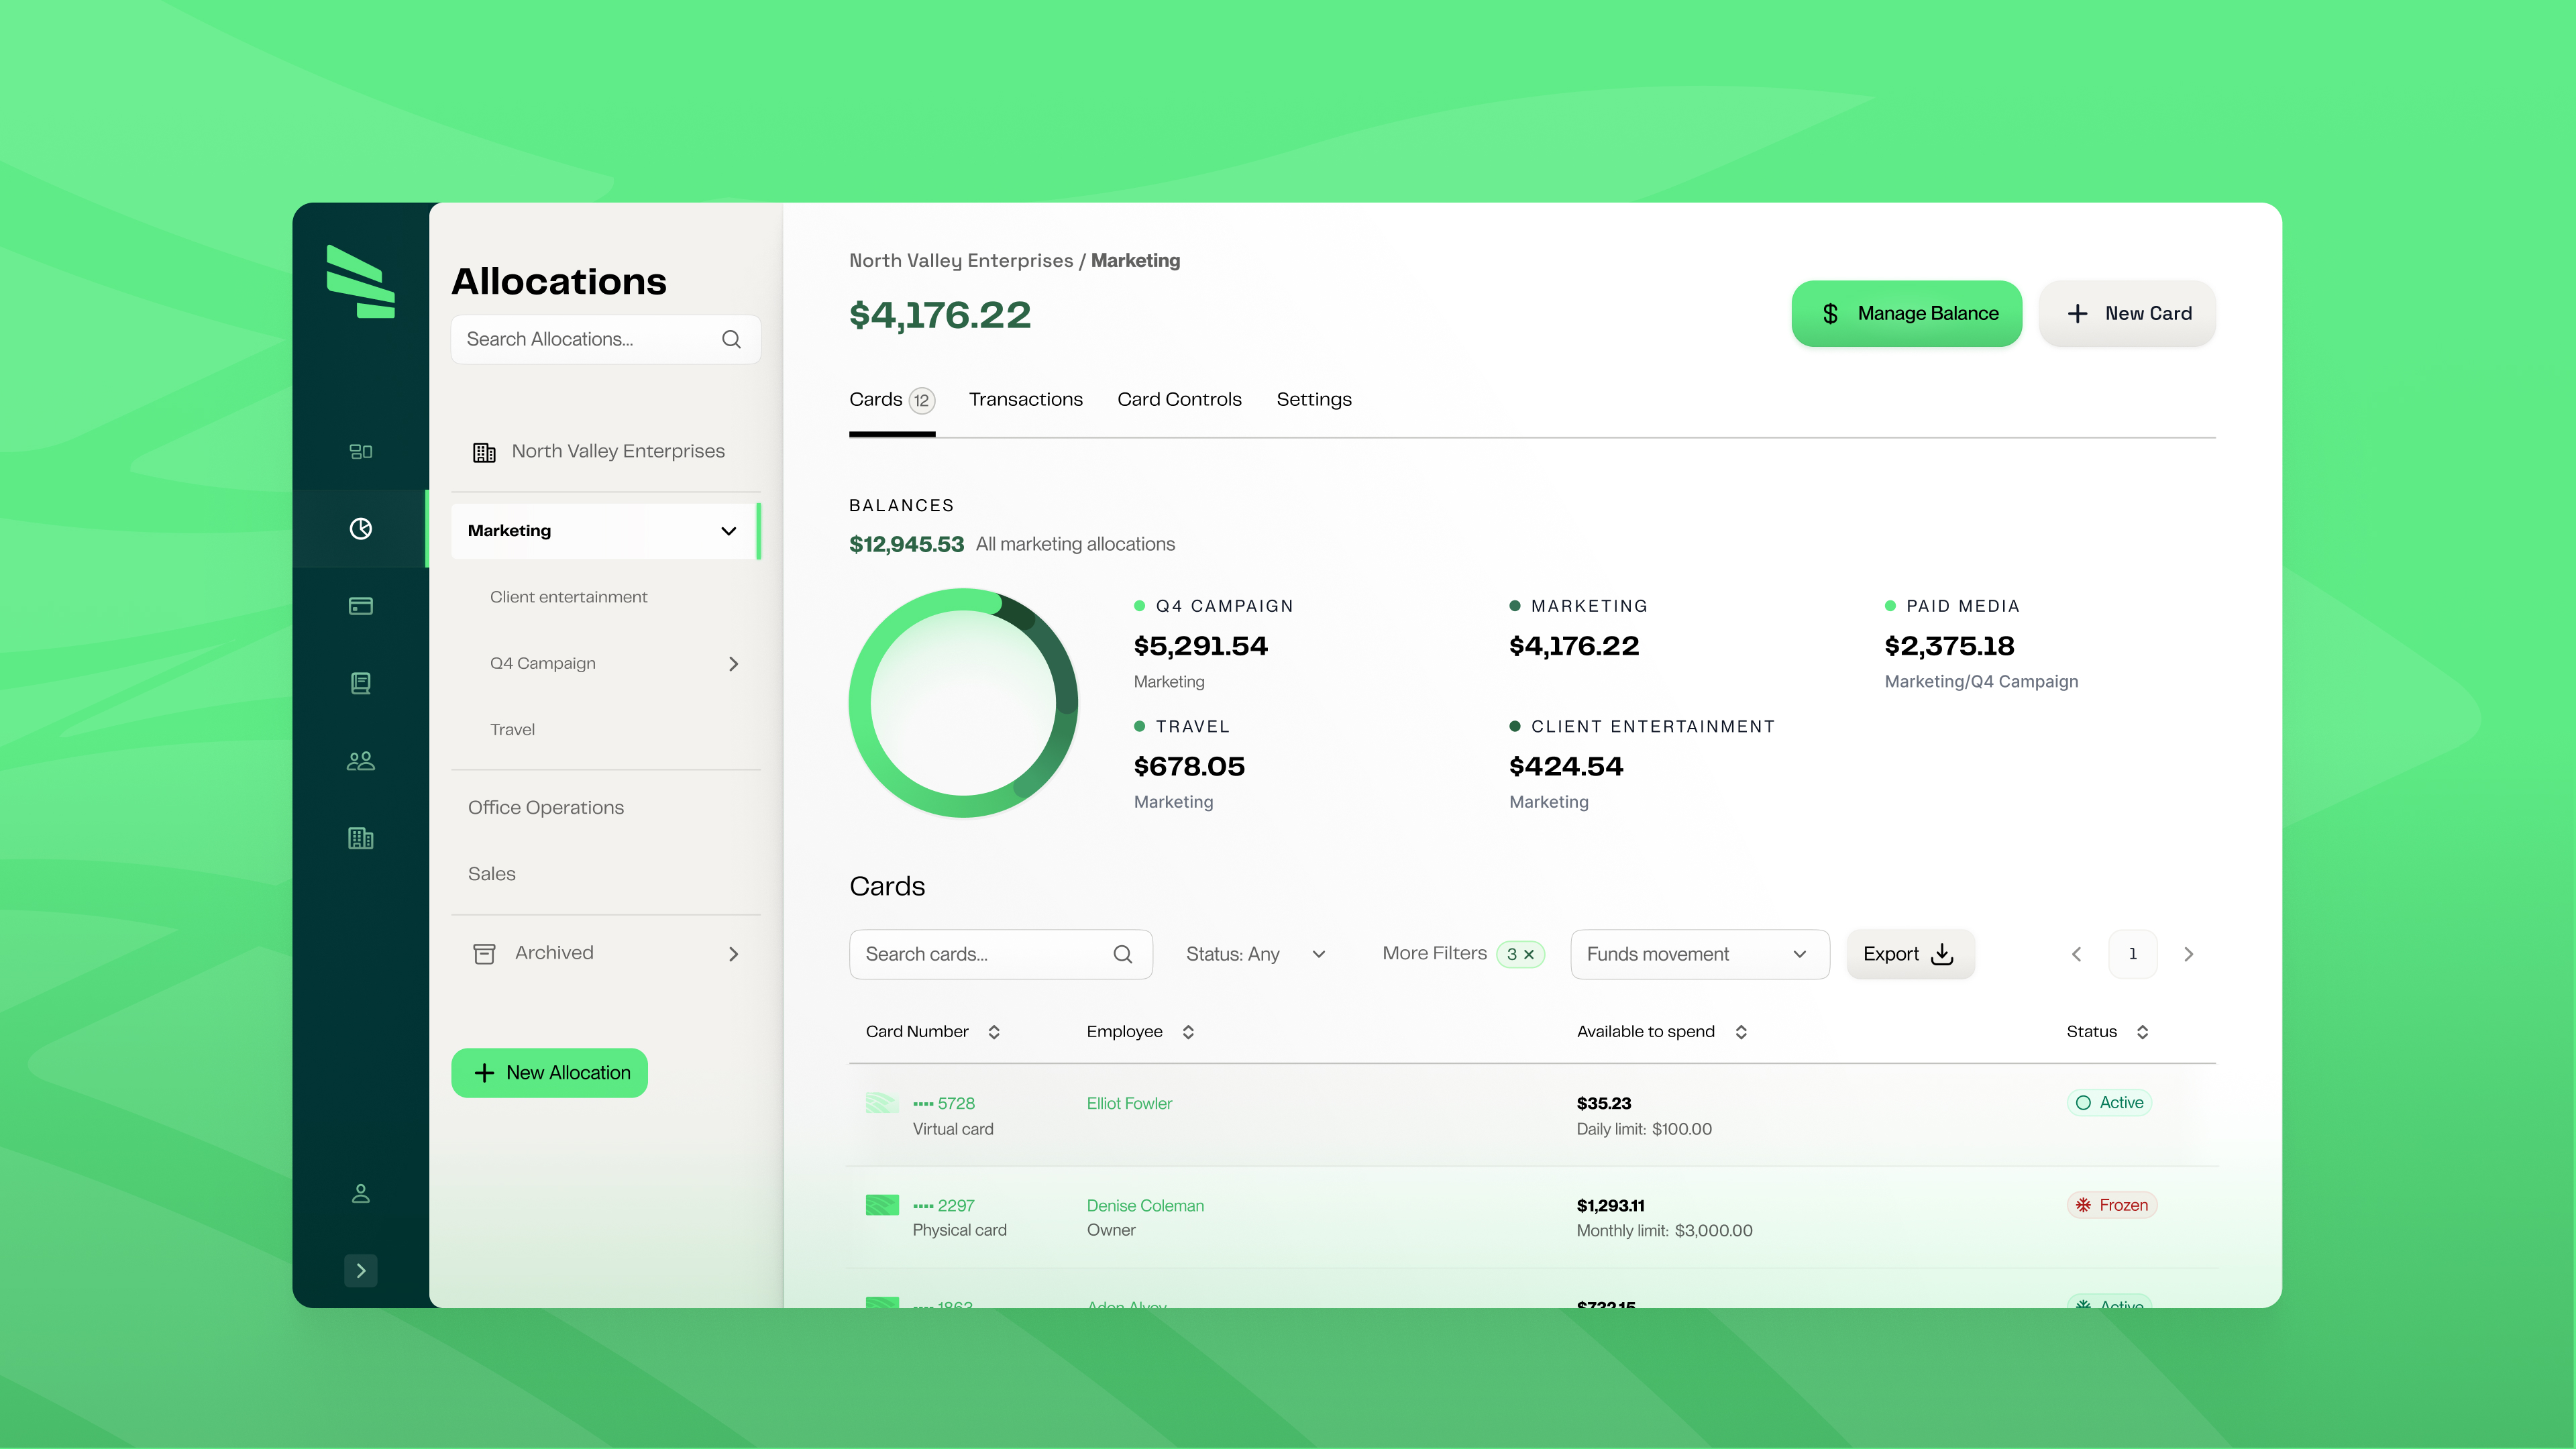 Allocations
Search Allocations...
North Valley Enterprises
Marketing
Client entertainment
Q4 Campaign
Travel
Office Operations
Sales
Archived
New Allocation
North Valley Enterprises / Marketing
$4,176.22
Manage Balance
New Card
Cards 12 Transactions Card Controls Settings
BALANCES
$12,945.53 All marketing allocations
Q4 CAMPAIGN
$5,291.54
Marketing
MARKETING
$4,176.22
PAID MEDIA
$2,375.18
Marketing/Q4 Campaign
TRAVEL
$678.05
Marketing
CLIENT ENTERTAINMENT
$424.54
Marketing
Cards
Search cards... Status: Any More Filters 3 × Funds movement Export 1
Card Number Employee Available to spend Status
5728 Elliot Fowler $35.23 Active
Virtual card Daily limit: $100.00
2297 Denise Coleman $1,293.11 Frozen
Physical card Owner Monthly limit: $3,000.00
Active